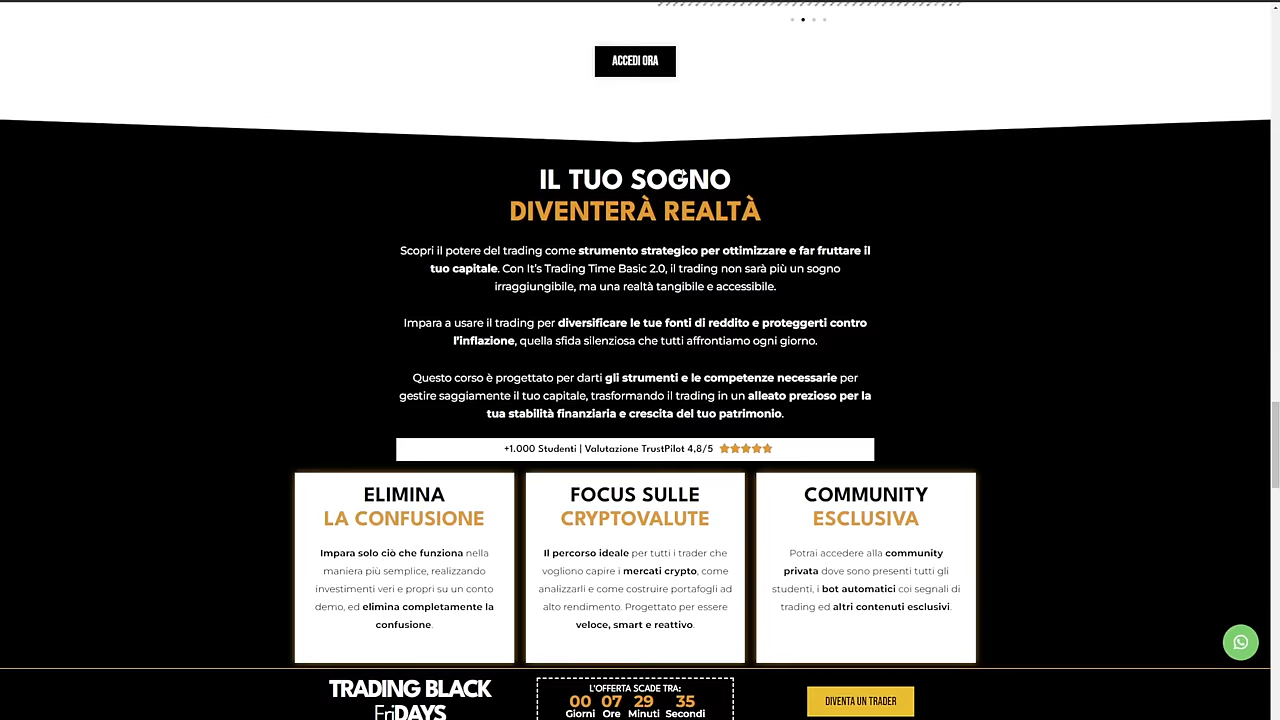 ACCEDI ORA
IL TUO SOGNO
DIVENTERÀ REALTÀ
Scopri il potere del trading come strumento strategico per ottimizzare e far fruttare il
tuo capitale. Con It’s Trading Time Basic 2.0, il trading non sarà più un sogno
irraggiungibile, ma una realtà tangibile e accessibile.
Impara a usare il trading per diversificare le tue fonti di reddito e proteggerti contro
l’inflazione, quella sfida silenziosa che tutti affrontiamo ogni giorno.
Questo corso è progettato per darti gli strumenti e le competenze necessarie per
gestire saggiamente il tuo capitale, trasformando il trading in un alleato prezioso per la
tua stabilità finanziaria e crescita del tuo patrimonio.
+1.000 Studenti | Valutazione TrustPilot 4,8/5
ELIMINA
LA CONFUSIONE
Impara solo ciò che funziona nella
maniera più semplice, realizzando
investimenti veri e propri su un conto
demo, ed elimina completamente la
confusione.
FOCUS SULLE
CRYPTOVALUTE
Il percorso ideale per tutti i trader che
vogliono capire i mercati crypto, come
analizzarli e come costruire portafogli ad
alto rendimento. Progettato per essere
veloce, smart e reattivo.
COMMUNITY
ESCLUSIVA
Potrai accedere alla community
privata dove sono presenti tutti gli
studenti, i bot automatici coi segnali di
trading ed altri contenuti esclusivi.
TRADING BLACK
FriDAYS
L'OFFERTA SCADE TRA:
00 07 29 35
Giorni Ore Minuti Secondi
DIVENTA UN TRADER